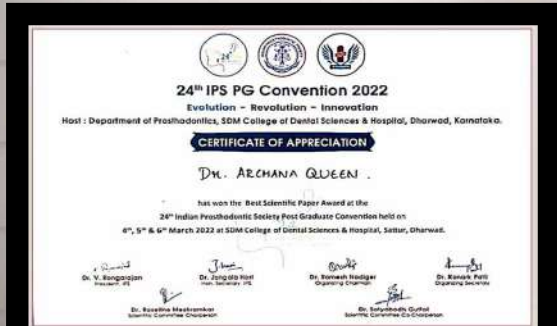 24th IPS PG Convention 2022
Evolution - Revolution - Innovation
Host : Department of Prosthodontics, SDM College of Dental Sciences & Hospital, Dharwad, Karnataka.
CERTIFICATE OF APPRECIATION
DR. ARCHANA QUEEN .
has won the Best Scientific Paper Award at the
24th Indian Prosthodontic Society Post Graduate Convention held on
4th, 5th & 6th March 2022 at SDM College of Dental Sciences & Hospital, Sattur, Dharwad.
Dr. V. Rangarajan
President, IPS
Dr. Jangala Hari
Hon. Secretary IPS
Dr. Ramesh Nadiger
Organizing Chairman
Dr. Ranark Patil
Organizing Secretary
Dr. Roseline Meshramkar
Scientific Committee Chairperson
Dr. Satyabodh Guttal
Scientific Committee Co-Chairperson